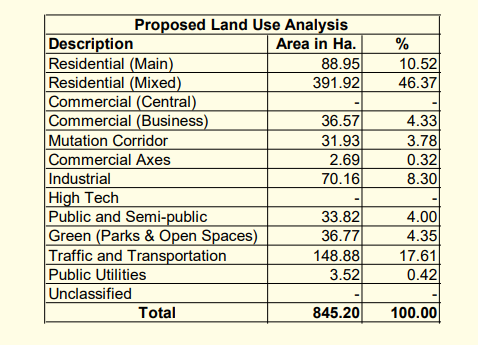 Proposed Land Use Analysis
Description Area in Ha. %
Residential (Main) 88.95 10.52
Residential (Mixed) 391.92 46.37
Commercial (Central) - -
Commercial (Business) 36.57 4.33
Mutation Corridor 31.93 3.78
Commercial Axes 2.69 0.32
Industrial 70.16 8.30
High Tech - -
Public and Semi-public 33.82 4.00
Green (Parks & Open Spaces) 36.77 4.35
Traffic and Transportation 148.88 17.61
Public Utilities 3.52 0.42
Unclassified - -
Total 845.20 100.00